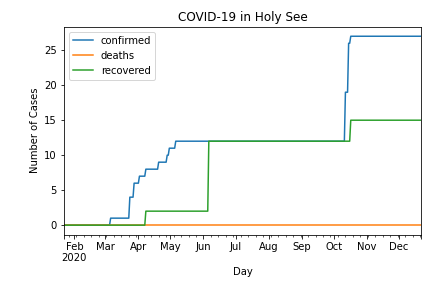 COVID-19 in Holy See
confirmed
deaths
recovered
Number of Cases
25
20
15
10
5
0
Feb Mar Apr May Jun Jul Aug Sep Oct Nov Dec
2020
Day